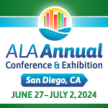 ALA Annual
Conference & Exhibition
San Diego, CA
JUNE 27–JULY 2, 2024